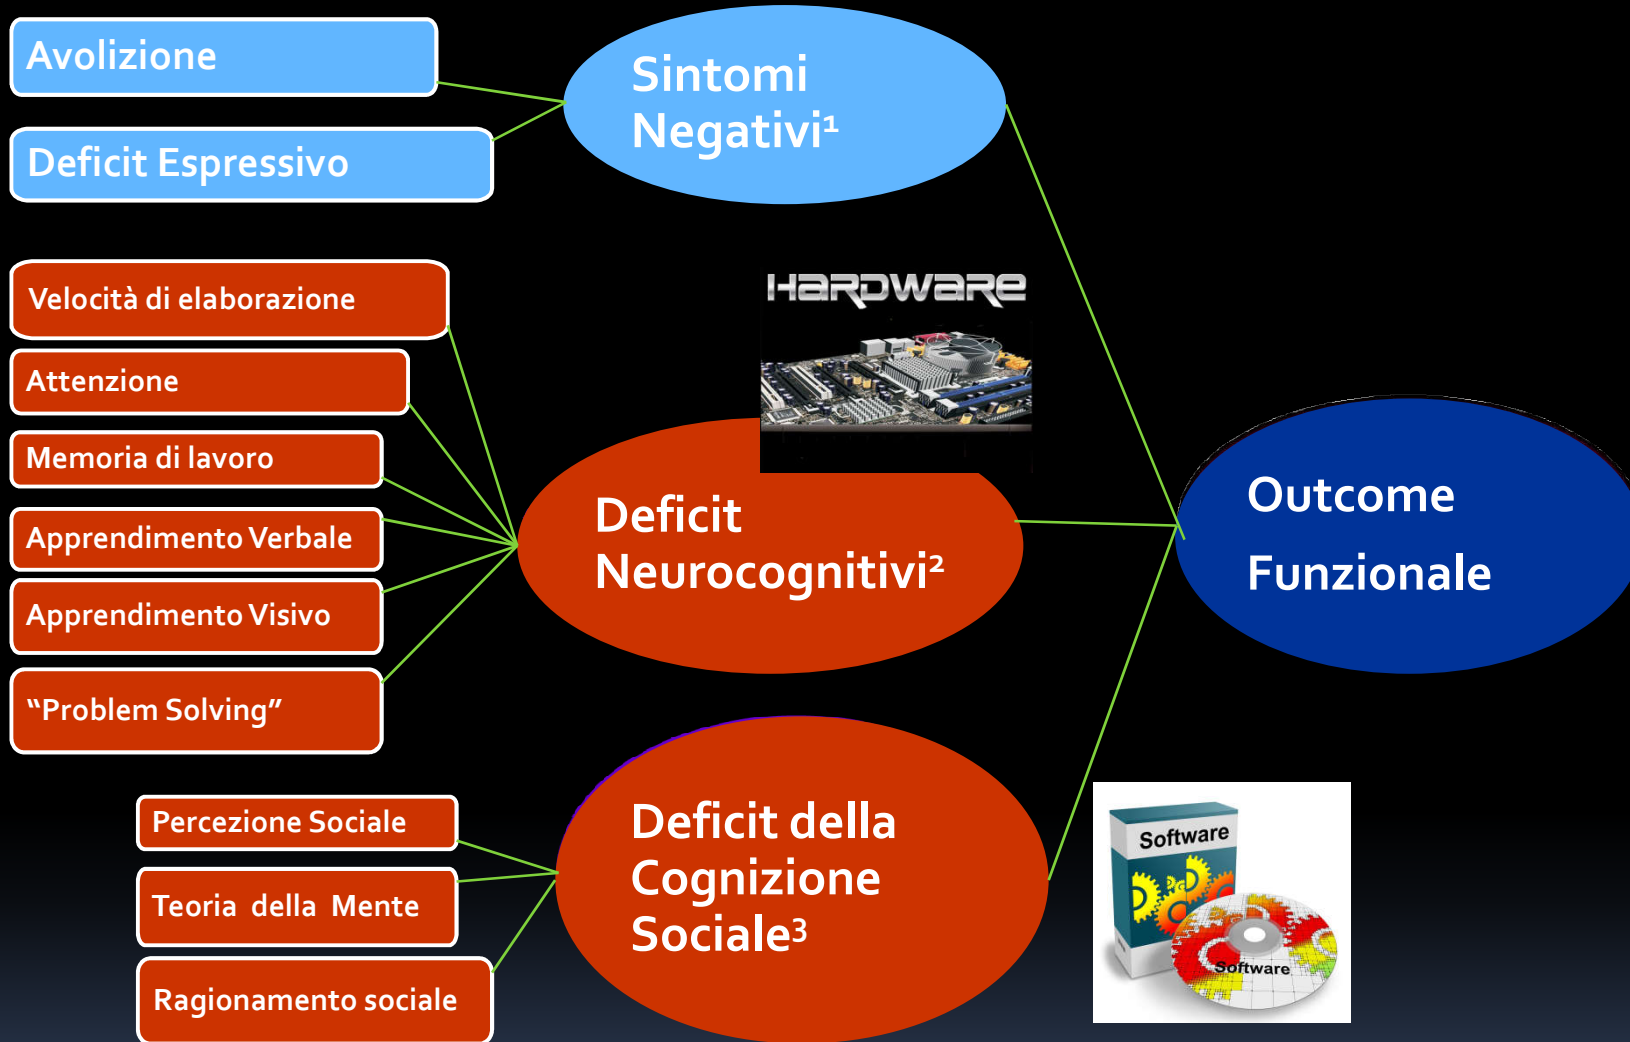 Avolizione
Deficit Espressivo
Sintomi
Negativi¹
Velocità di elaborazione
Attenzione
Memoria di lavoro
Apprendimento Verbale
Apprendimento Visivo
“Problem Solving”
HARDWARE
Deficit
Neurocognitivi²
Outcome
Funzionale
Percezione Sociale
Teoria della Mente
Ragionamento sociale
Deficit della
Cognizione
Sociale³
Software
Software